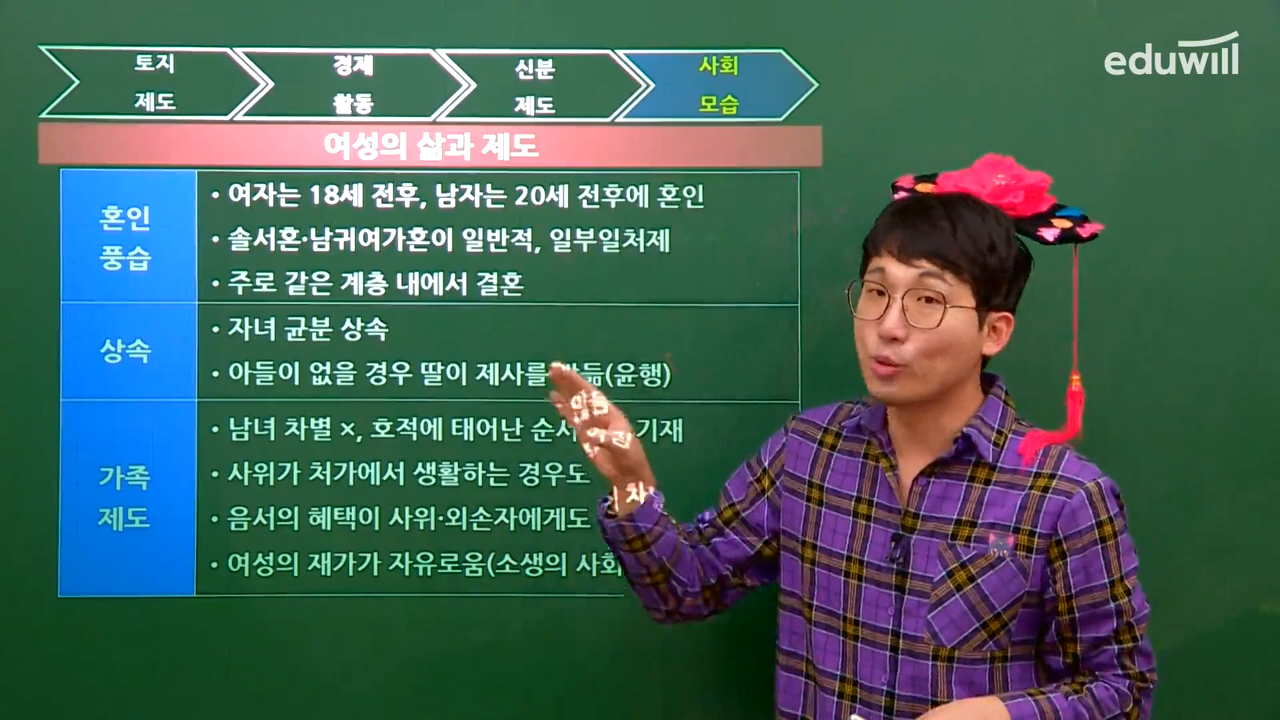 eduwill
토지 제도
경제 활동
신분 제도
사회 모습
여성의 삶과 제도
혼인 풍습
• 여자는 18세 전후, 남자는 20세 전후에 혼인
• 솔서혼·남귀여가혼이 일반적, 일부일처제
• 주로 같은 계층 내에서 결혼
상속
• 자녀 균분 상속
• 아들이 없을 경우 딸이 제사를 받듦(윤행)
가족 제도
• 남녀 차별 ×, 호적에 태어난 순서 기재
• 사위가 처가에서 생활하는 경우도
• 음서의 혜택이 사위·외손자에게도
• 여성의 재가가 자유로움(소생의 사회